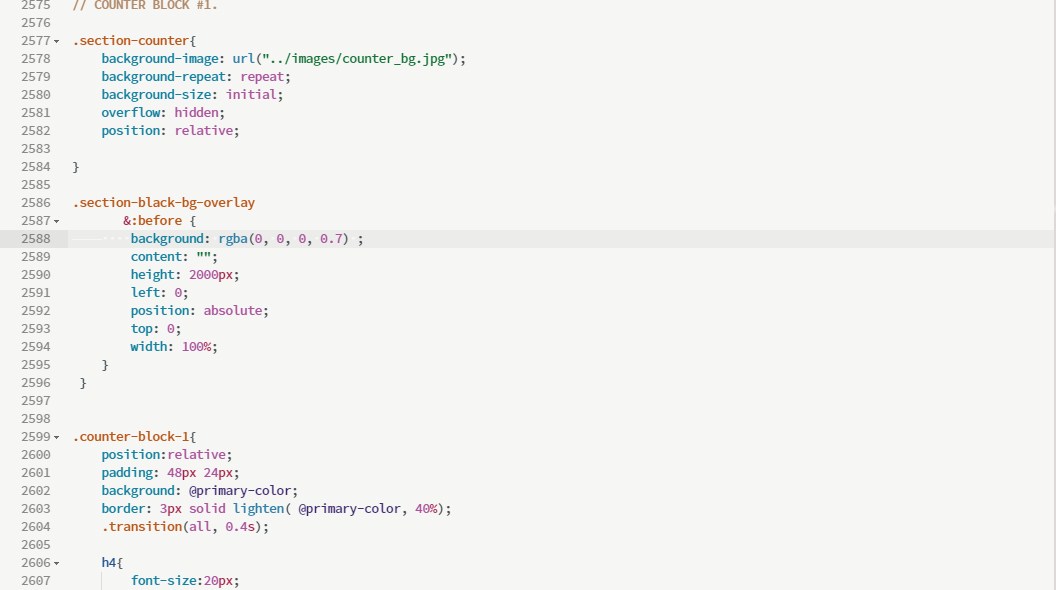 2575 // COUNTER BLOCK #1.
2576
2577 .section-counter{
2578 background-image: url("../images/counter_bg.jpg");
2579 background-repeat: repeat;
2580 background-size: initial;
2581 overflow: hidden;
2582 position: relative;
2583
2584 }
2585
2586 .section-black-bg-overlay
2587 &:before {
2588 background: rgba(0, 0, 0, 0.7) ;
2589 content: "";
2590 height: 2000px;
2591 left: 0;
2592 position: absolute;
2593 top: 0;
2594 width: 100%;
2595 }
2596 }
2597
2598
2599 .counter-block-1{
2600 position:relative;
2601 padding: 48px 24px;
2602 background: @primary-color;
2603 border: 3px solid lighten( @primary-color, 40%);
2604 .transition(all, 0.4s);
2605
2606 h4{
2607 font-size:20px;